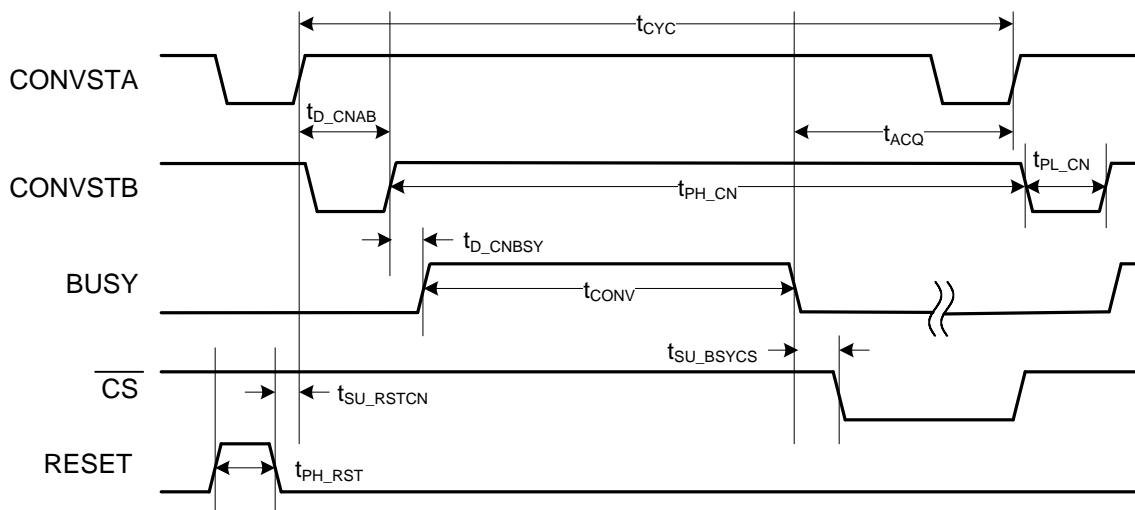 tCYC
CONVSTA
tD_CNAB
tACQ
tPL_CN
CONVSTB
tPH_CN
tD_CNBSY
BUSY
tCONV
tSU_BSYCS
CS
tSU_RSTCN
RESET
tPH_RST